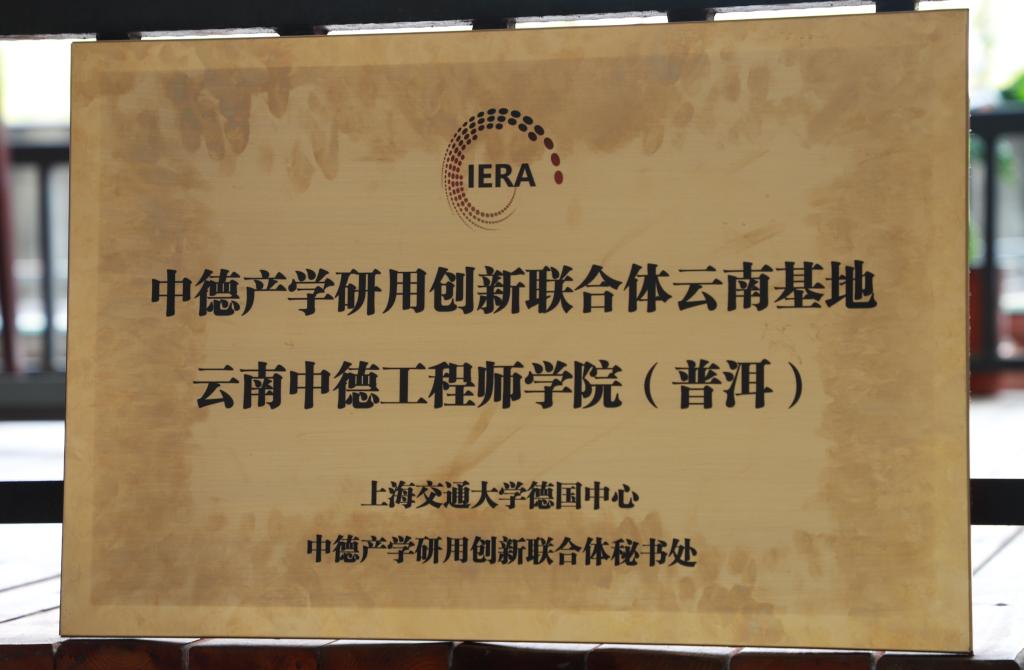 IERA
中德产学研用创新联合体云南基地
云南中德工程师学院（普洱）
上海交通大学德国中心
中德产学研用创新联合体秘书处